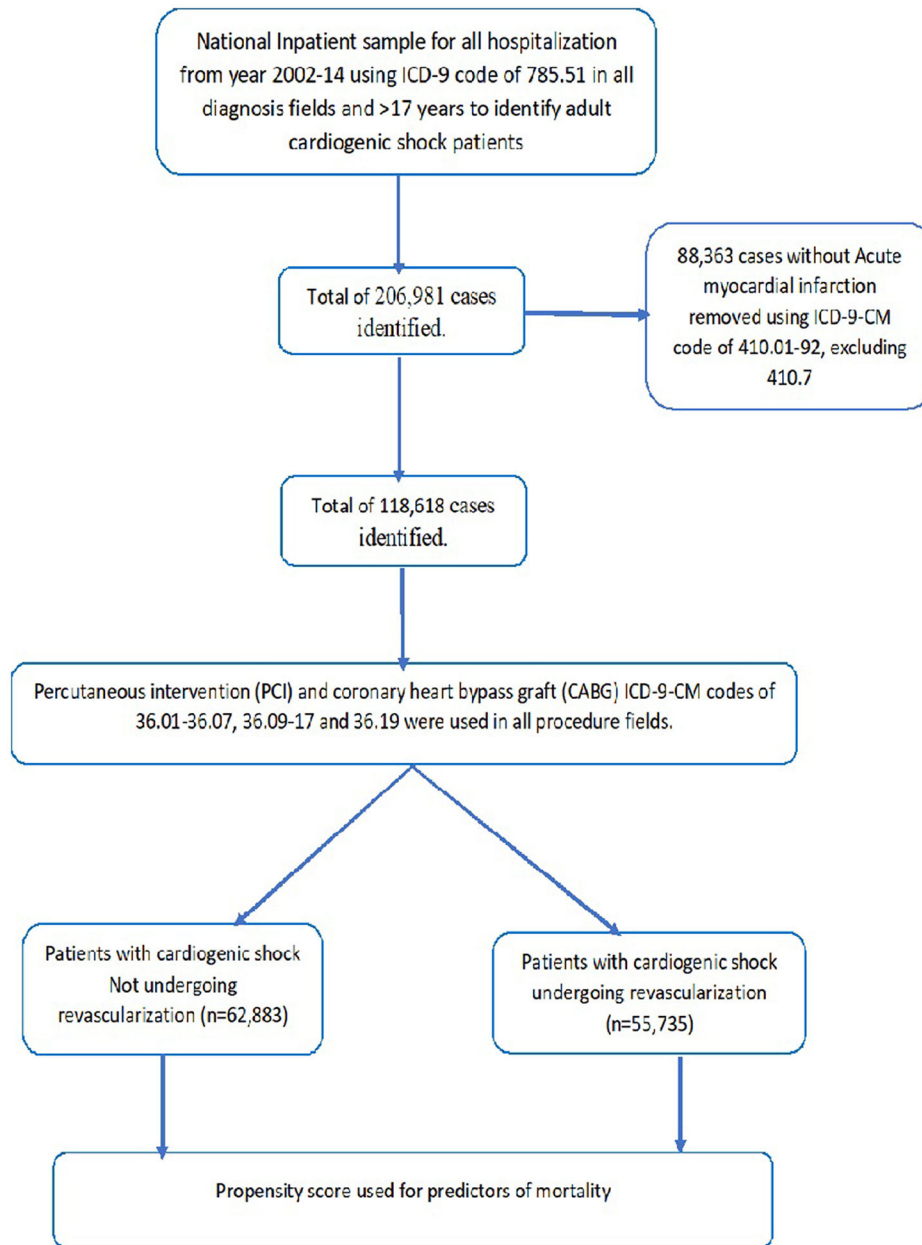 National Inpatient sample for all hospitalization
from year 2002-14 using ICD-9 code of 785.51 in all
diagnosis fields and >17 years to identify adult
cardiogenic shock patients
88,363 cases without Acute
myocardial infarction
removed using ICD-9-CM
code of 410.01-92, excluding
410.7
Total of 206,981 cases
identified.
Total of 118,618 cases
identified.
Percutaneous intervention (PCI) and coronary heart bypass graft (CABG) ICD-9-CM codes of
36.01-36.07, 36.09-17 and 36.19 were used in all procedure fields.
Patients with cardiogenic shock
Not undergoing
revascularization (n=62,883)
Patients with cardiogenic shock
undergoing revascularization
(n=55,735)
Propensity score used for predictors of mortality